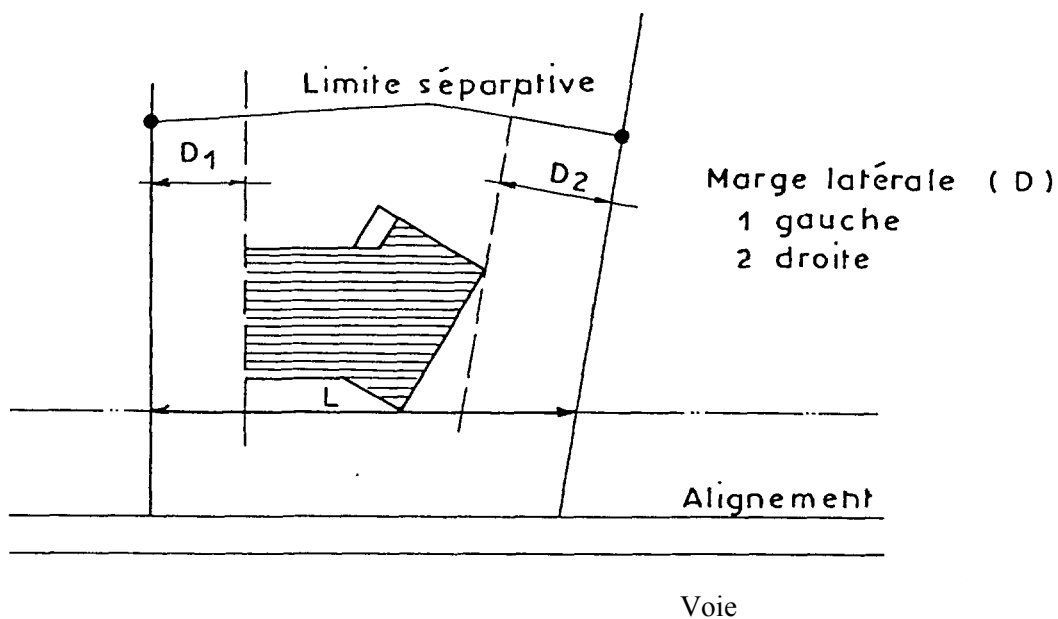 Limite séparative
D1
D2
Marge latérale ( D )
1 gauche
2 droite
L
Alignement
Voie